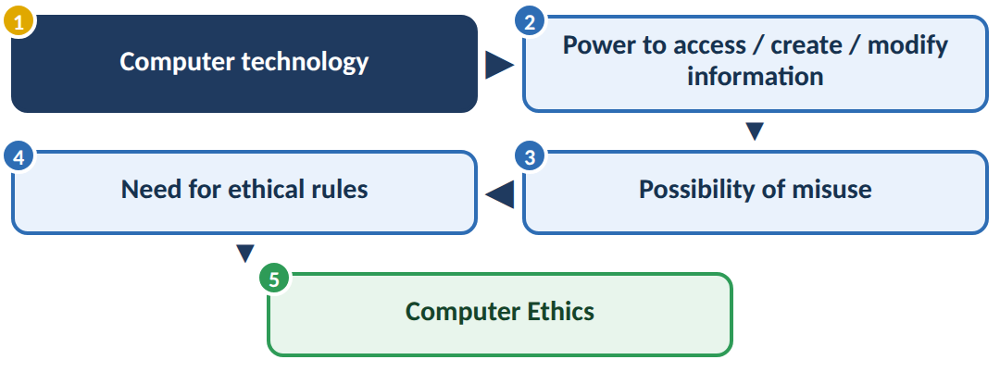 1
Computer technology
2
Power to access / create / modify
information
3
Possibility of misuse
4
Need for ethical rules
5
Computer Ethics